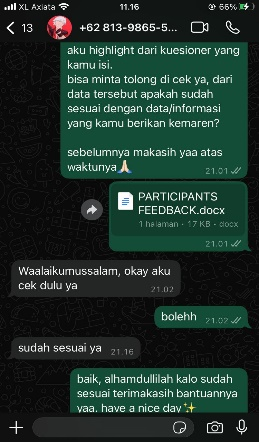 XL Axiata
11.16
66%
13
+62 813-9865-5...
aku highlight dari kuesioner yang
kamu isi.
bisa minta tolong di cek ya, dari
data tersebut apakah sudah
sesuai dengan data/informasi
yang kamu berikan kemaren?
sebelumnya makasih yaa atas
waktunya🙏🏻
21.01
PARTICIPANTS
FEEDBACK.docx
1 halaman · 17 KB · docx
21.01
Waalaikumussalam, okay aku
cek dulu ya
21.02
bolehh
21.02
sudah sesuai ya
21.16
baik, alhamdulillah kalo sudah
sesuai terimakasih bantuannya
yaa, have a nice day✨